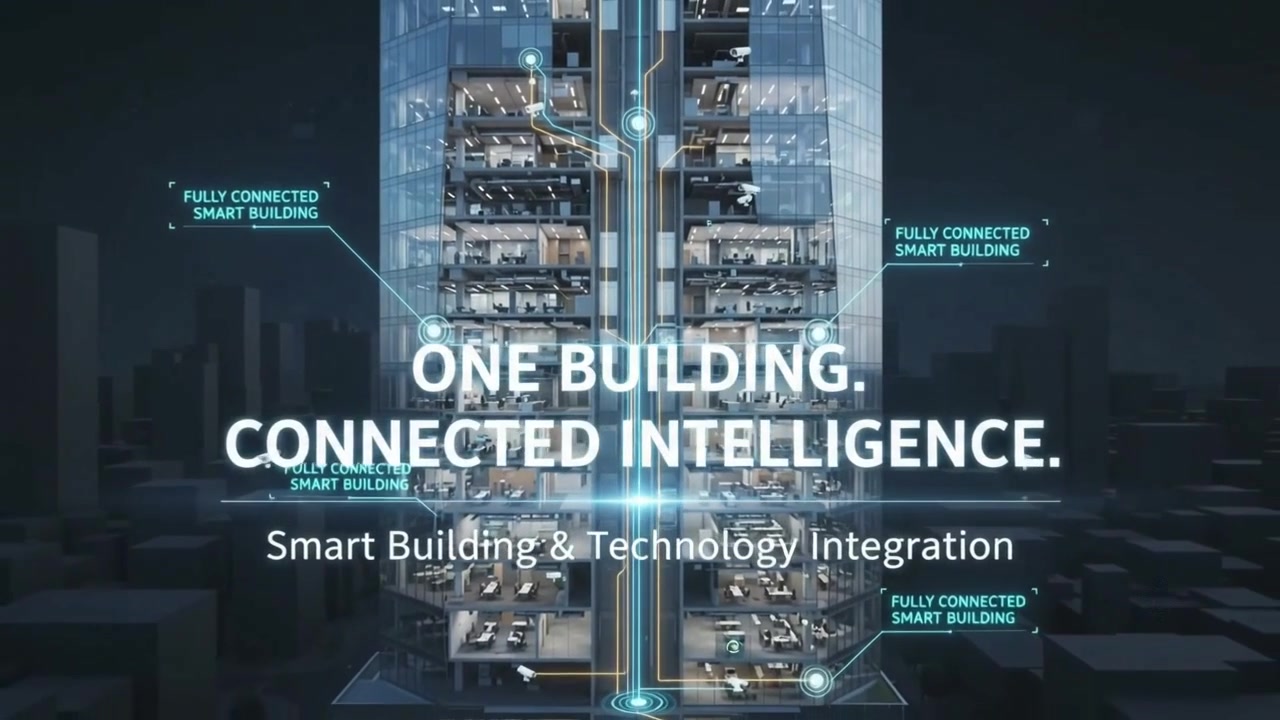 FULLY CONNECTED
SMART BUILDING
FULLY CONNECTED
SMART BUILDING
ONE BUILDING.
CONNECTED INTELLIGENCE.
FULLY CONNECTED
SMART BUILDING
Smart Building & Technology Integration
FULLY CONNECTED
SMART BUILDING